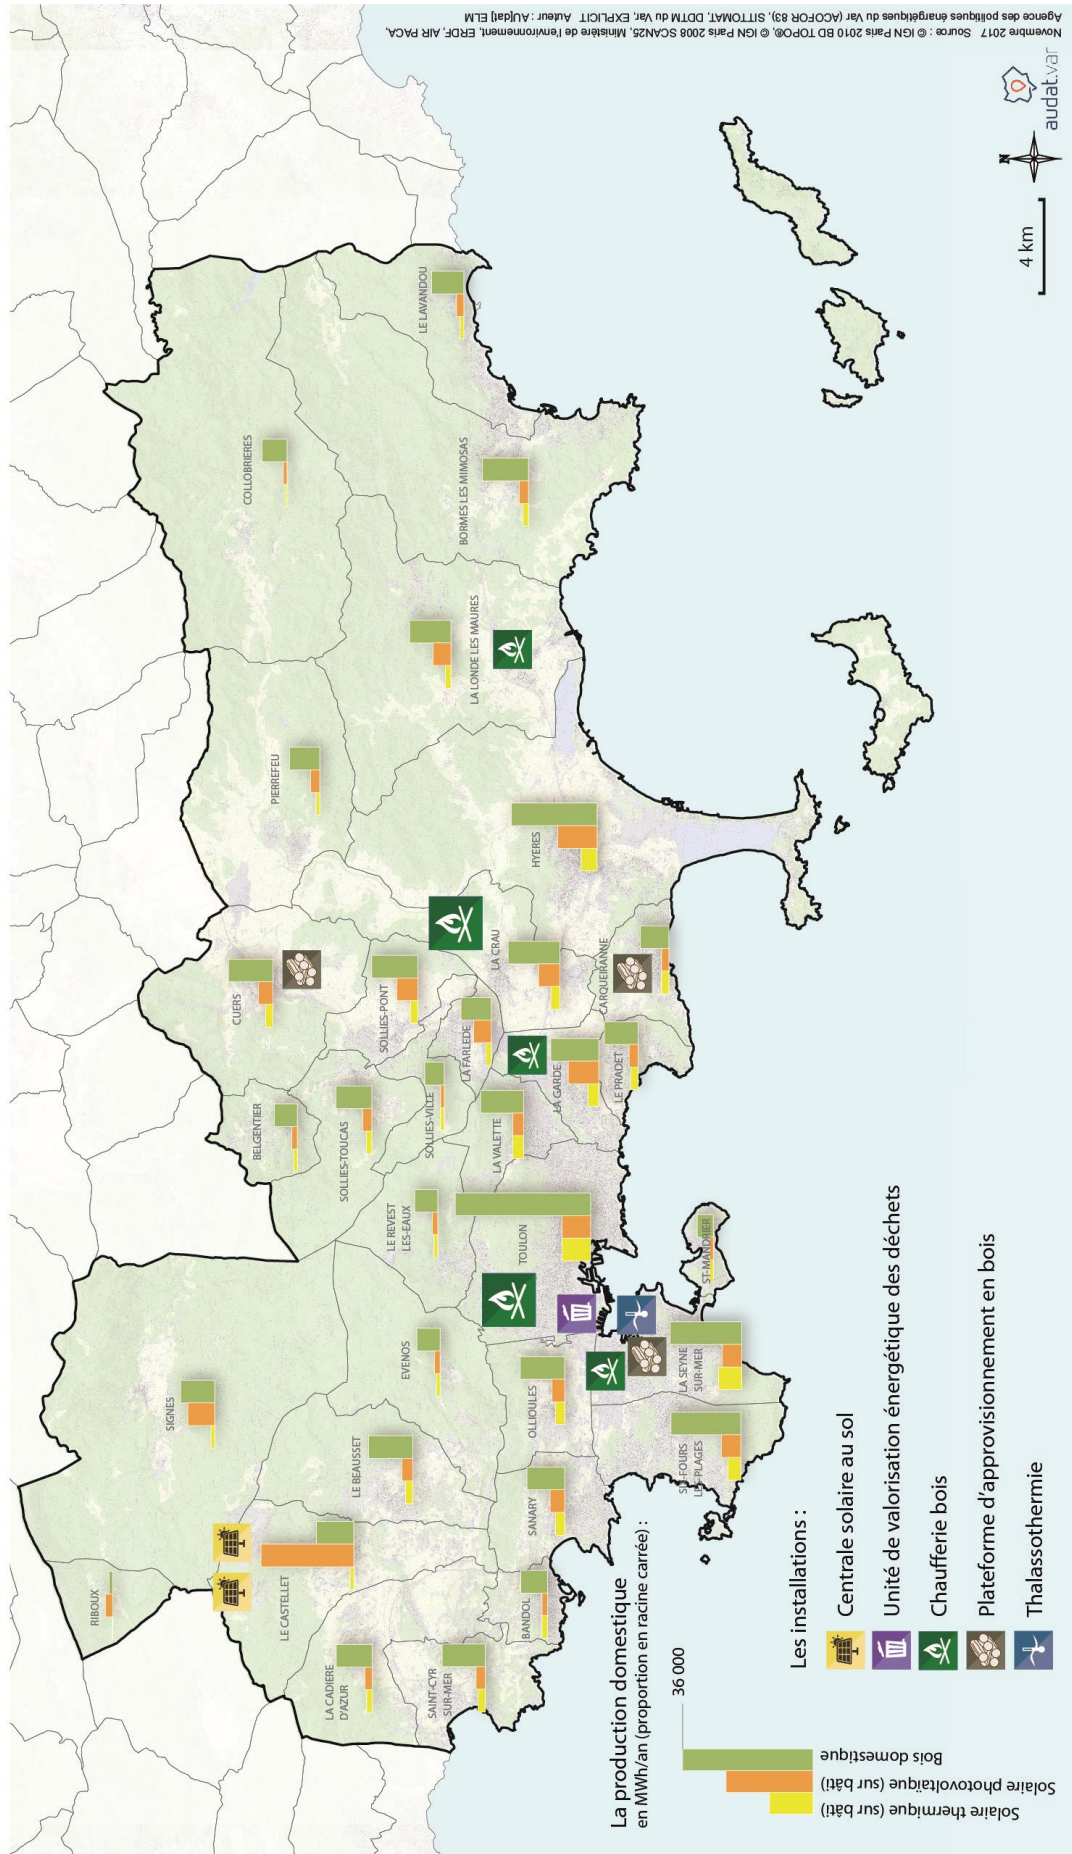 RIBOUX
SIGNES
LE CASTELLET
LA CADIERE
D'AZUR
SAINT-CYR
SUR-MER
BANDOL
LE BEAUSSET
SANARY
EVENOS
OLLIOULES
SIX-FOURS
LES-PLAGES
LA SEYNE
SUR-MER
ST-MANDRIER
LE REVEST
LES-EAUX
TOULON
BELGENTIER
SOLLIES-TOUCAS
SOLLIES-VILLE
LA VALETTE
CUERS
SOLLIES-PONT
LA FARLEDE
LA GARDE
LE PRADET
LA CRAU
CARQUEIRANNE
HYERES
PIERREFEU
LA LONDE LES MAURES
COLLOBRIERES
BORMES LES MIMOSAS
LE LAVANDOU
La production domestique
en MWh/an (proportion en racine carrée) :
36 000
Bois domestique
Solaire photovoltaïque (sur bâti)
Solaire thermique (sur bâti)
Les installations :
Centrale solaire au sol
Unité de valorisation énergétique des déchets
Chaufferie bois
Plateforme d'approvisionnement en bois
Thalassothermie
4 km
N
audat.var
Novembre 2017 Source : © IGN Paris 2010 BD TOPO®, © IGN Paris 2008 SCAN25, Ministère de l'environnement, ERDF, AIR PACA,
Agence des politiques énergétiques du Var (ACOFOR 83), SITTOMAT, DDTM du Var, EXPLICIT Auteur : AU[dat] ELM